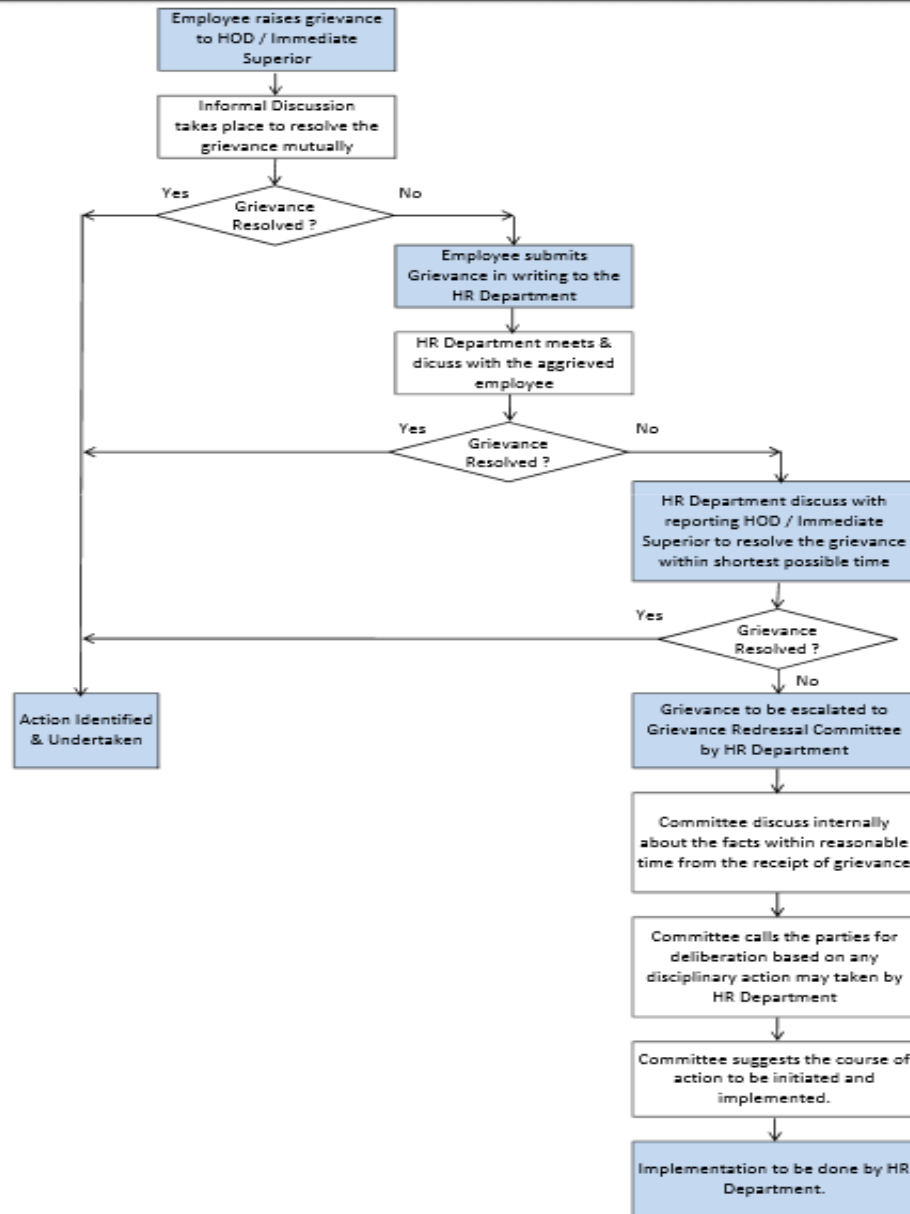 Employee raises grievance
to HOD / Immediate
Superior
Informal Discussion
takes place to resolve the
grievance mutually
Yes
No
Grievance
Resolved ?
Employee submits
Grievance in writing to the
HR Department
HR Department meets &
dicuss with the aggrieved
employee
Yes
No
Grievance
Resolved ?
HR Department discuss with
reporting HOD / Immediate
Superior to resolve the grievance
within shortest possible time
Yes
Grievance
Resolved ?
No
Action Identified
& Undertaken
Grievance to be escalated to
Grievance Redressal Committee
by HR Department
Committee discuss internally
about the facts within reasonable
time from the receipt of grievance
Committee calls the parties for
deliberation based on any
disciplinary action may taken by
HR Department
Committee suggests the course of
action to be initiated and
implemented.
Implementation to be done by HR
Department.